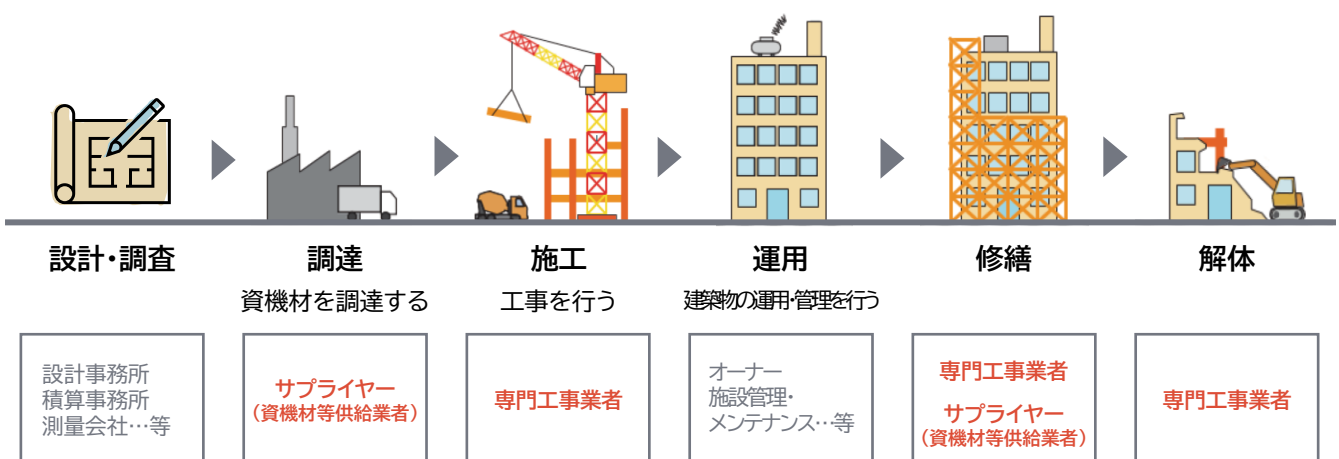 設計・調査
調達
資機材を調達する
施工
工事を行う
運用
建築物の運用・管理を行う
修繕
解体
設計事務所
積算事務所
測量会社…等
サプライヤー
（資機材等供給業者）
専門工事業者
オーナー
施設管理・
メンテナンス…等
専門工事業者
サプライヤー
（資機材等供給業者）
専門工事業者